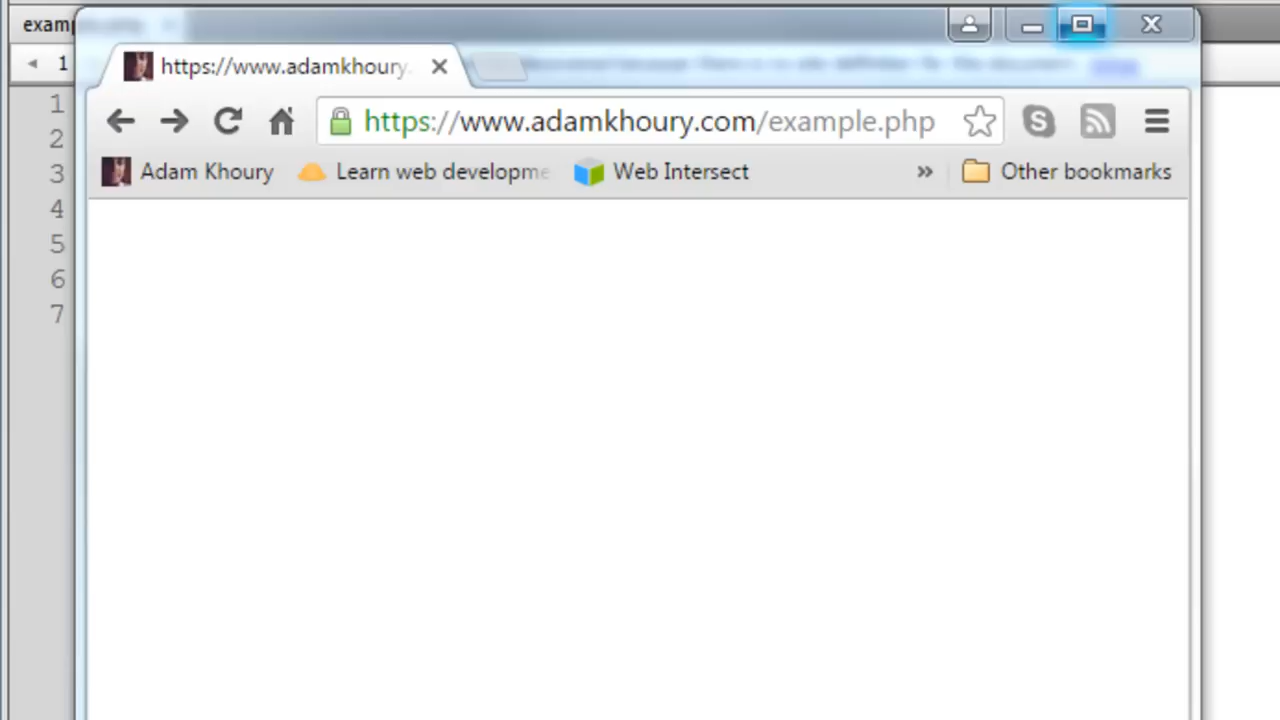 examp
1
https://www.adamkhoury.
https://www.adamkhoury.com/example.php
Adam Khoury
Learn web developme
Web Intersect
»
Other bookmarks
1
2
3
4
5
6
7